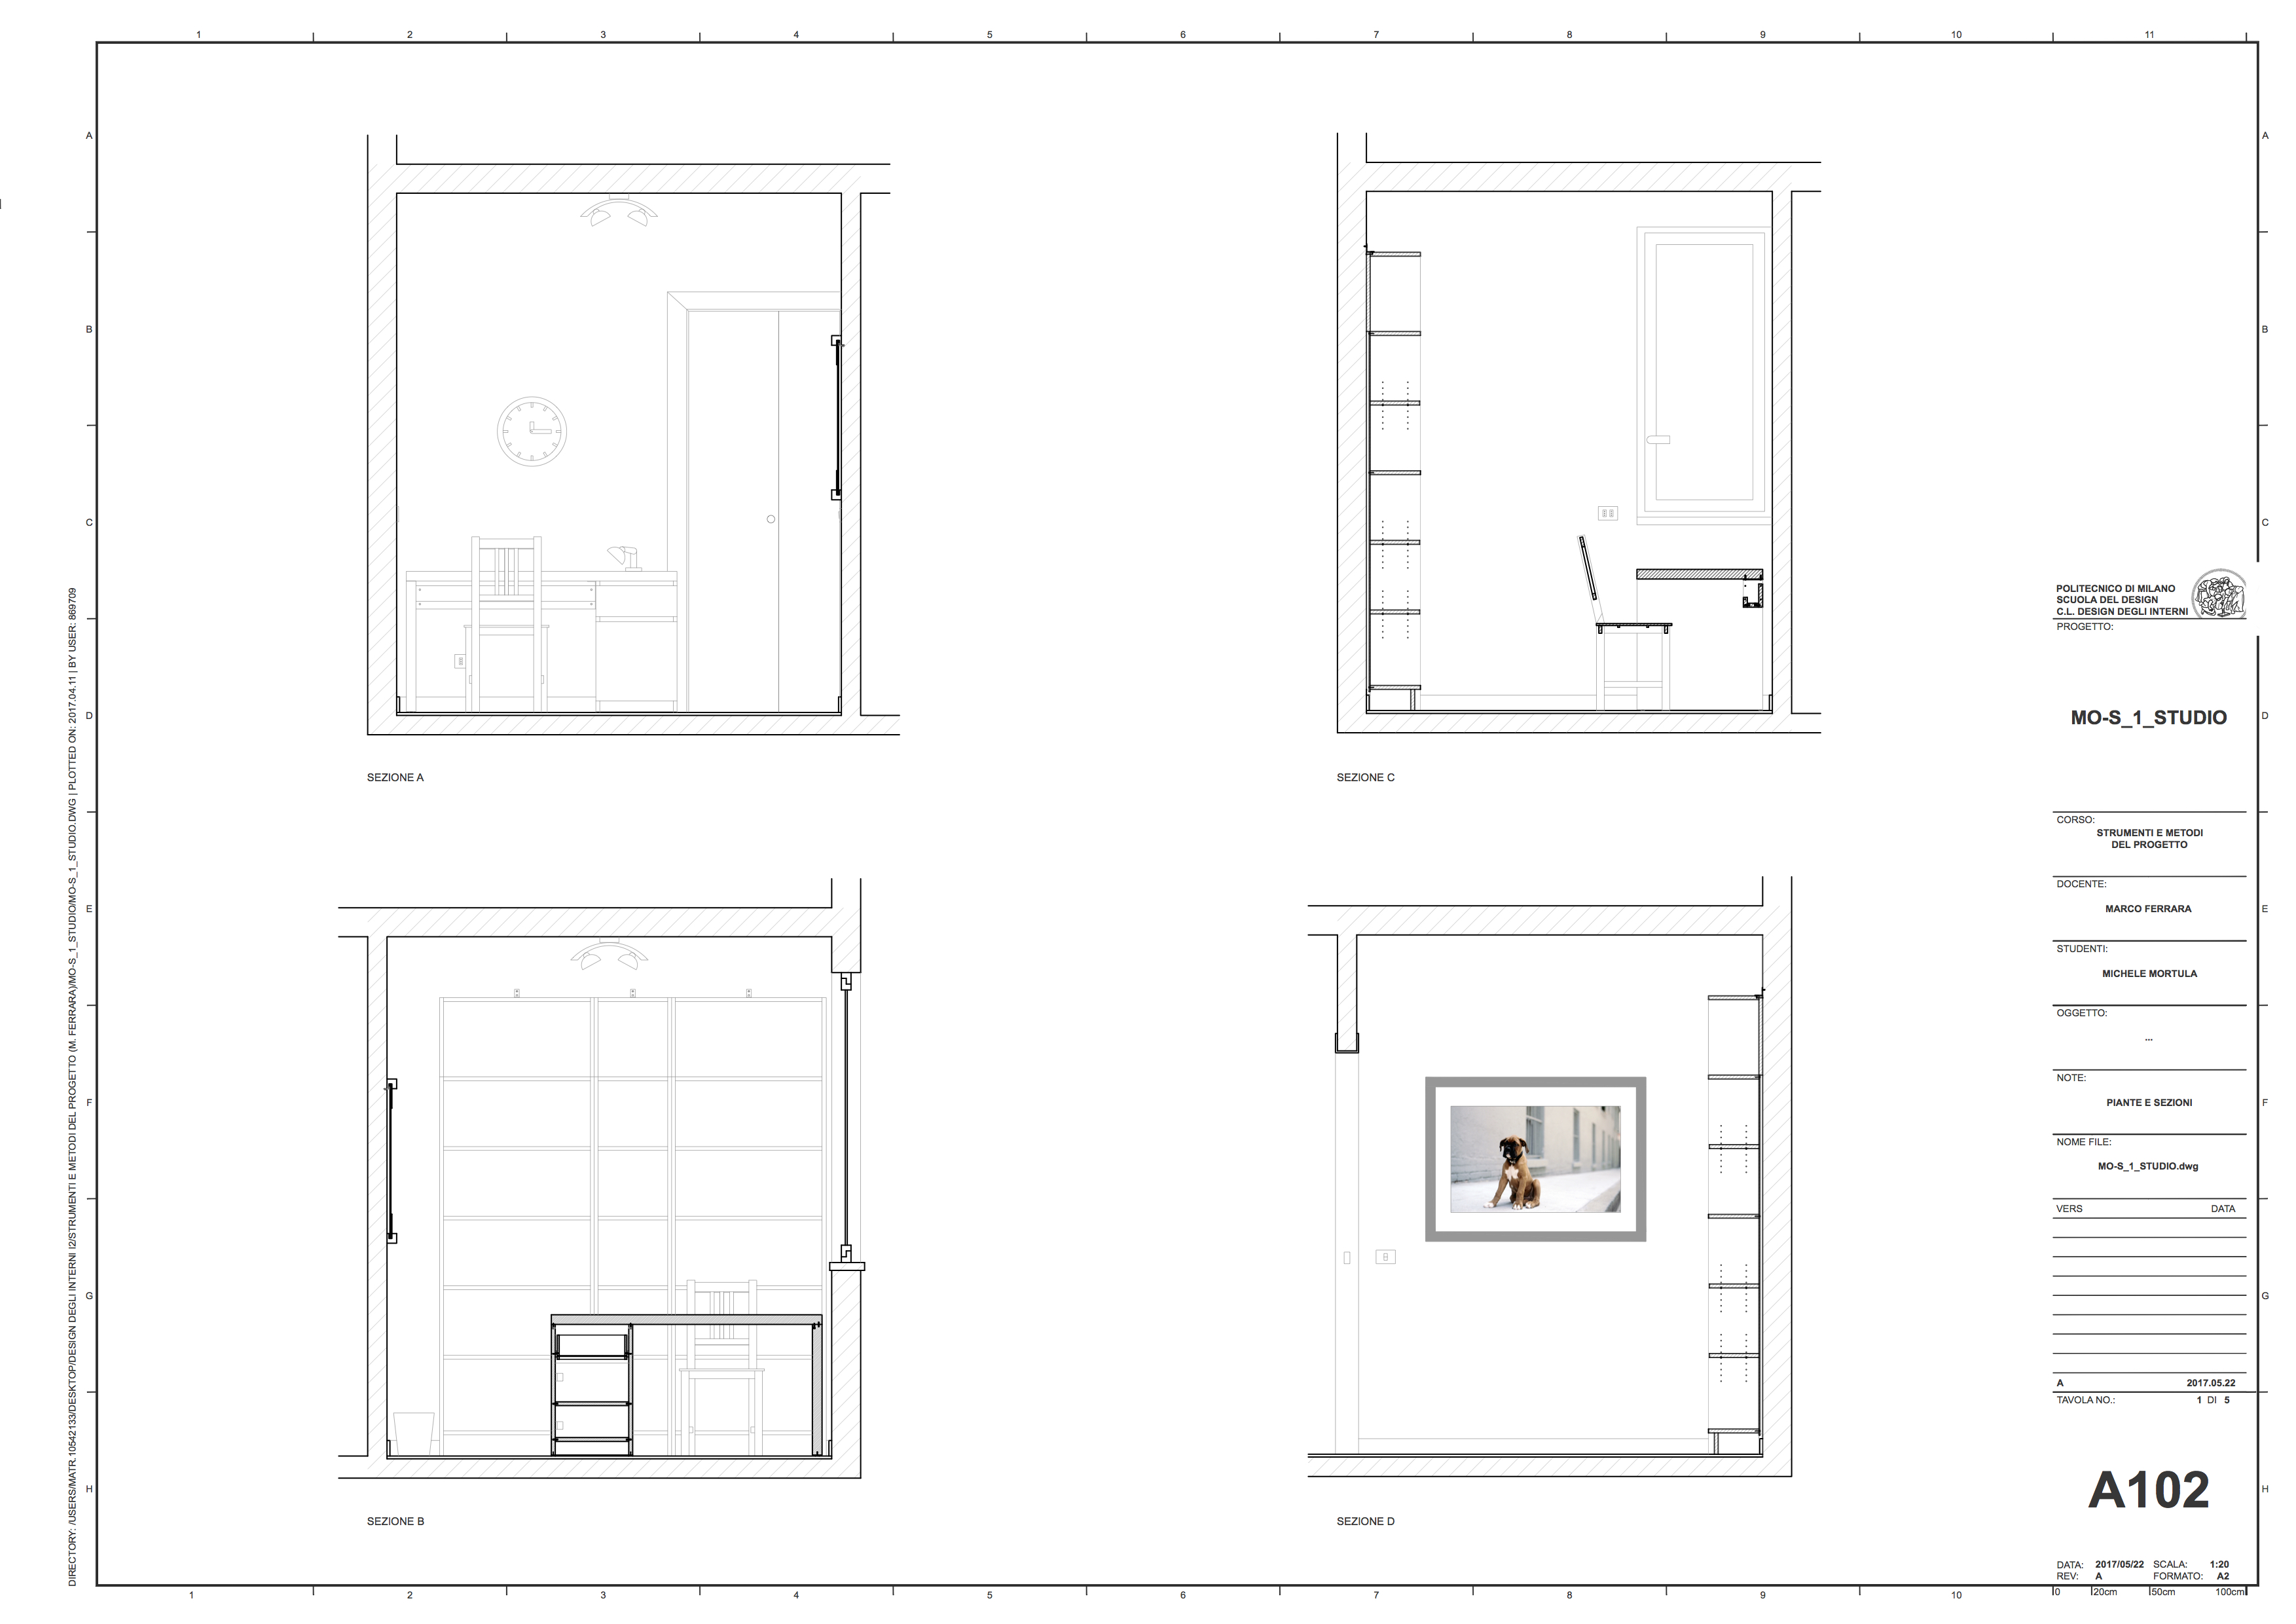 1 2 3 4 5 6 7 8 9 10 11
A A
B B
C C
D D
E E
F F
G G
H H
DIRECTORY: /USERS/MATR.10542133/DESKTOP/DESIGN DEGLI INTERNI I2/STRUMENTI E METODI DEL PROGETTO (M. FERRARA)/MO-S_1_STUDIO/MO-S_1_STUDIO.DWG | PLOTTED ON: 2017.04.11 | BY USER: 869709
SEZIONE A
SEZIONE C
SEZIONE B
SEZIONE D
POLITECNICO DI MILANO
SCUOLA DEL DESIGN
C.L. DESIGN DEGLI INTERNI
PROGETTO:
MO-S_1_STUDIO
CORSO:
STRUMENTI E METODI
DEL PROGETTO
DOCENTE:
MARCO FERRARA
STUDENTI:
MICHELE MORTULA
OGGETTO:
...
NOTE:
PIANTE E SEZIONI
NOME FILE:
MO-S_1_STUDIO.dwg
VERS DATA
A 2017.05.22
TAVOLA NO.: 1 DI 5
A102
DATA: 2017/05/22 SCALA: 1:20
REV: A FORMATO: A2
0 20cm 50cm 100cm
1 2 3 4 5 6 7 8 9 10